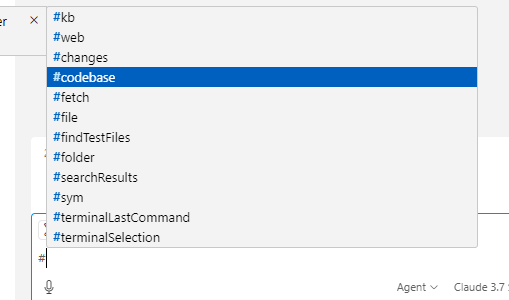 er
#kb
#web
#changes
#codebase
#fetch
#file
#findTestFiles
#folder
#searchResults
#sym
#terminalLastCommand
#terminalSelection
#
Agent Claude 3.7